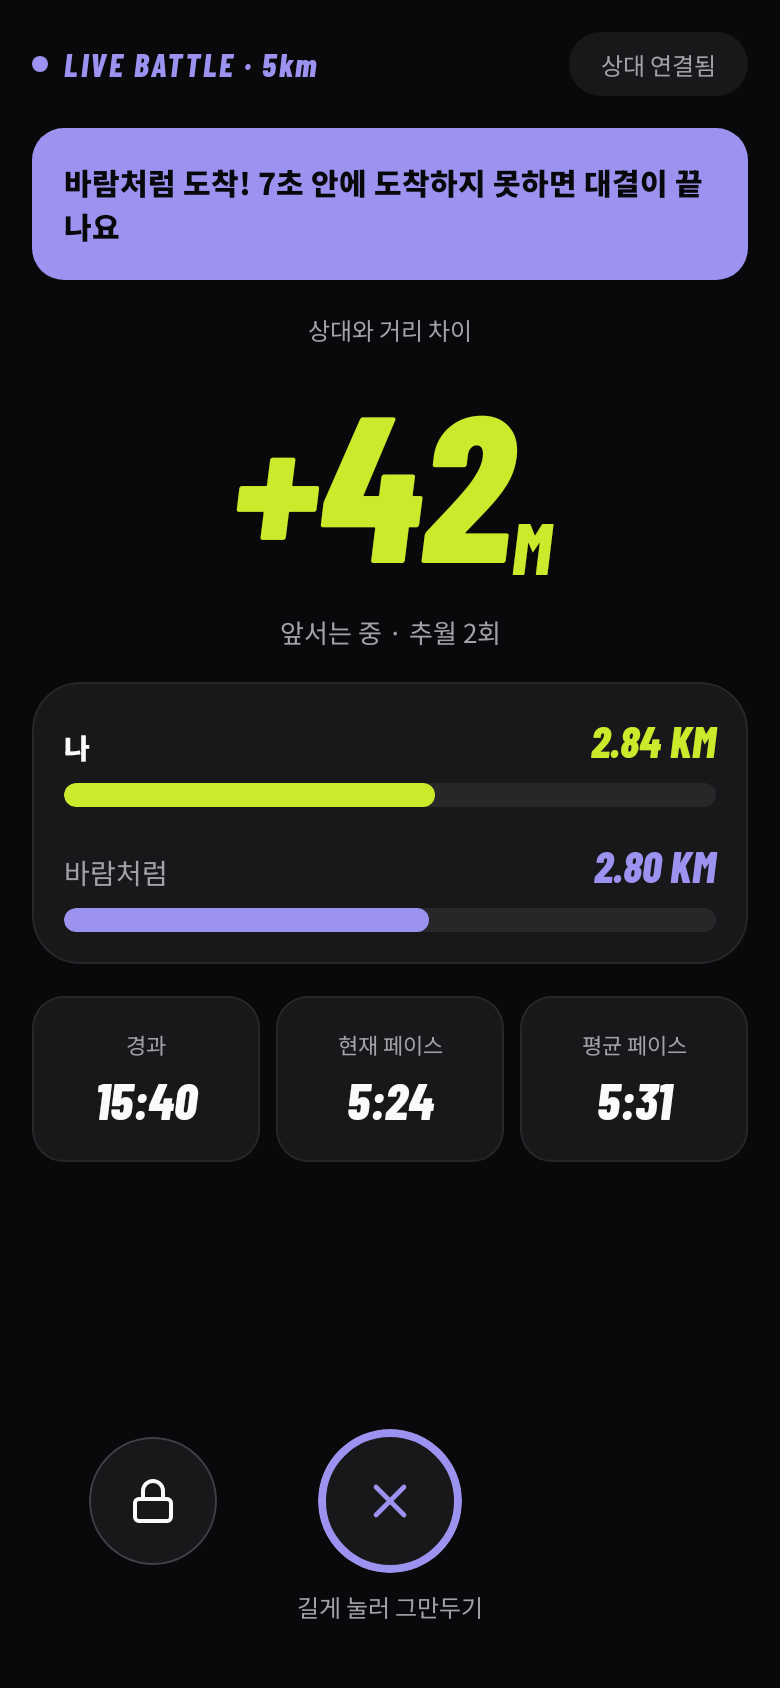 LIVE BATTLE · 5km
상대 연결됨
바람처럼 도착! 7초 안에 도착하지 못하면 대결이 끝
나요
상대와 거리 차이
+42M
앞서는 중 · 추월 2회
나
2.84 KM
바람처럼
2.80 KM
경과
15:40
현재 페이스
5:24
평균 페이스
5:31
길게 눌러 그만두기